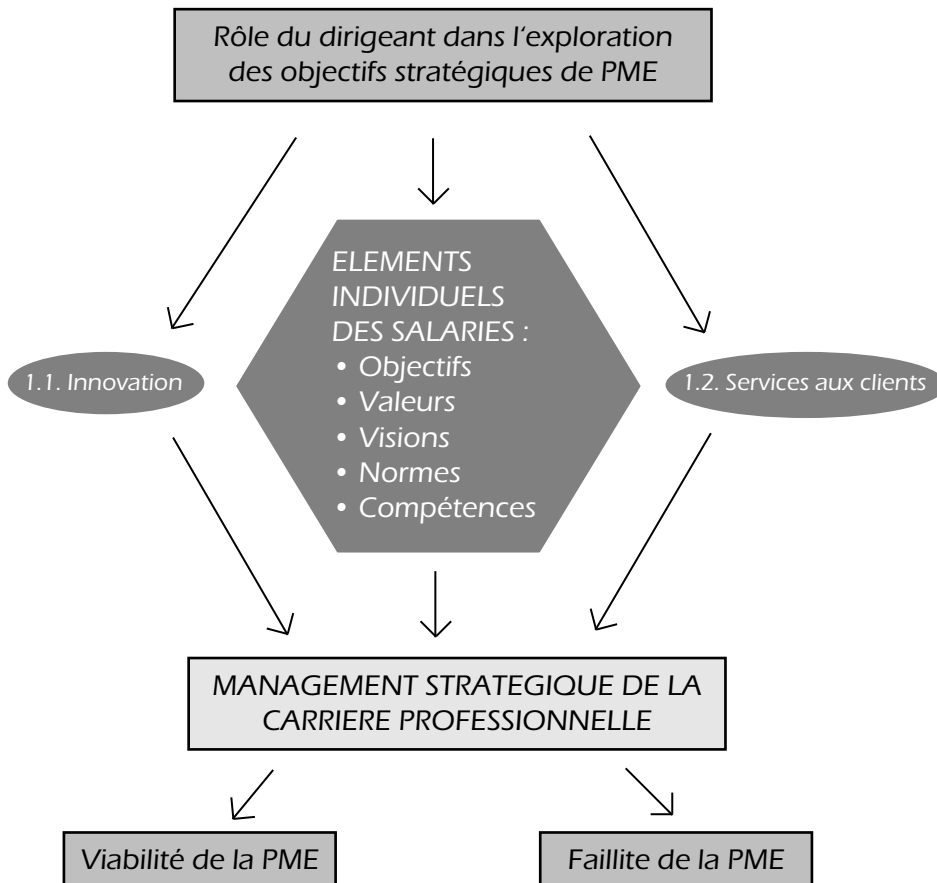 Rôle du dirigeant dans l‘exploration
des objectifs stratégiques de PME
ELEMENTS
INDIVIDUELS
DES SALARIES :
• Objectifs
• Valeurs
• Visions
• Normes
• Compétences
1.1. Innovation
1.2. Services aux clients
MANAGEMENT STRATEGIQUE DE LA
CARRIERE PROFESSIONNELLE
Viabilité de la PME
Faillite de la PME